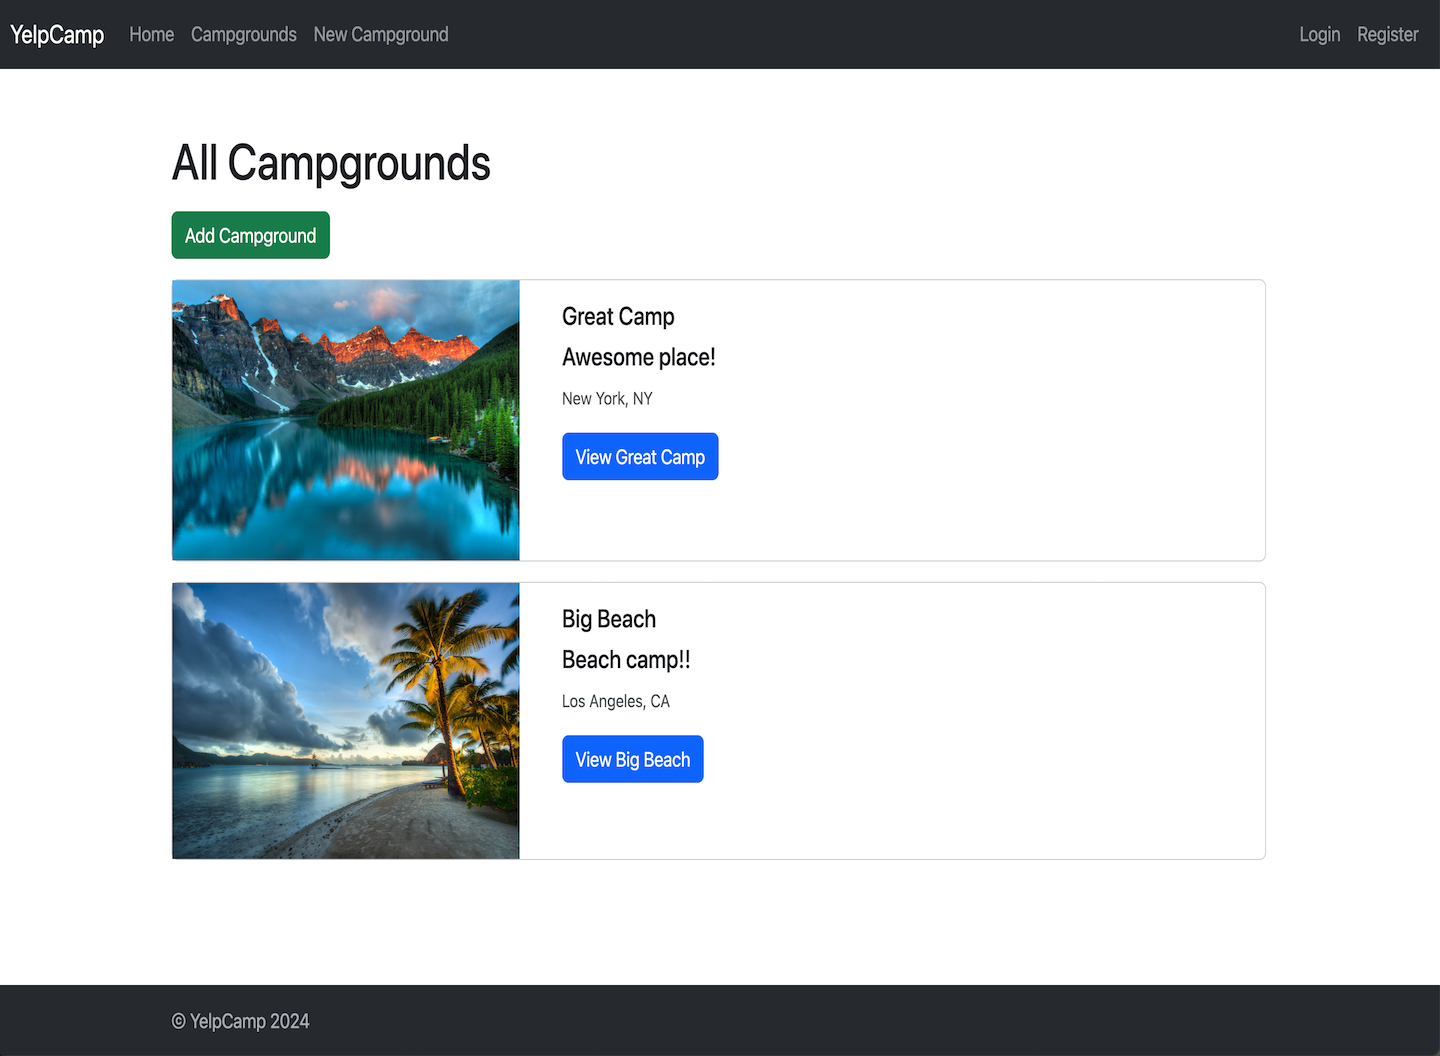 YelpCamp Home Campgrounds New Campground Login Register
All Campgrounds
Add Campground
Great Camp
Awesome place!
New York, NY
View Great Camp
Big Beach
Beach camp!!
Los Angeles, CA
View Big Beach
© YelpCamp 2024